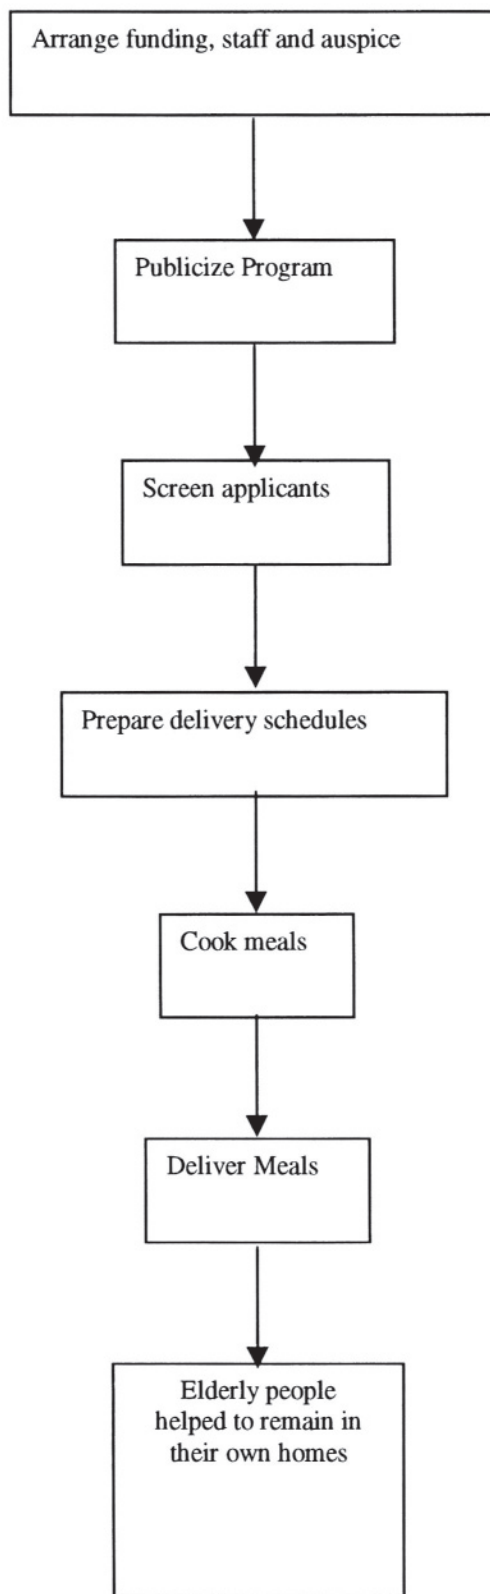 Arrange funding, staff and auspice
Publicize Program
Screen applicants
Prepare delivery schedules
Cook meals
Deliver Meals
Elderly people
helped to remain in
their own homes